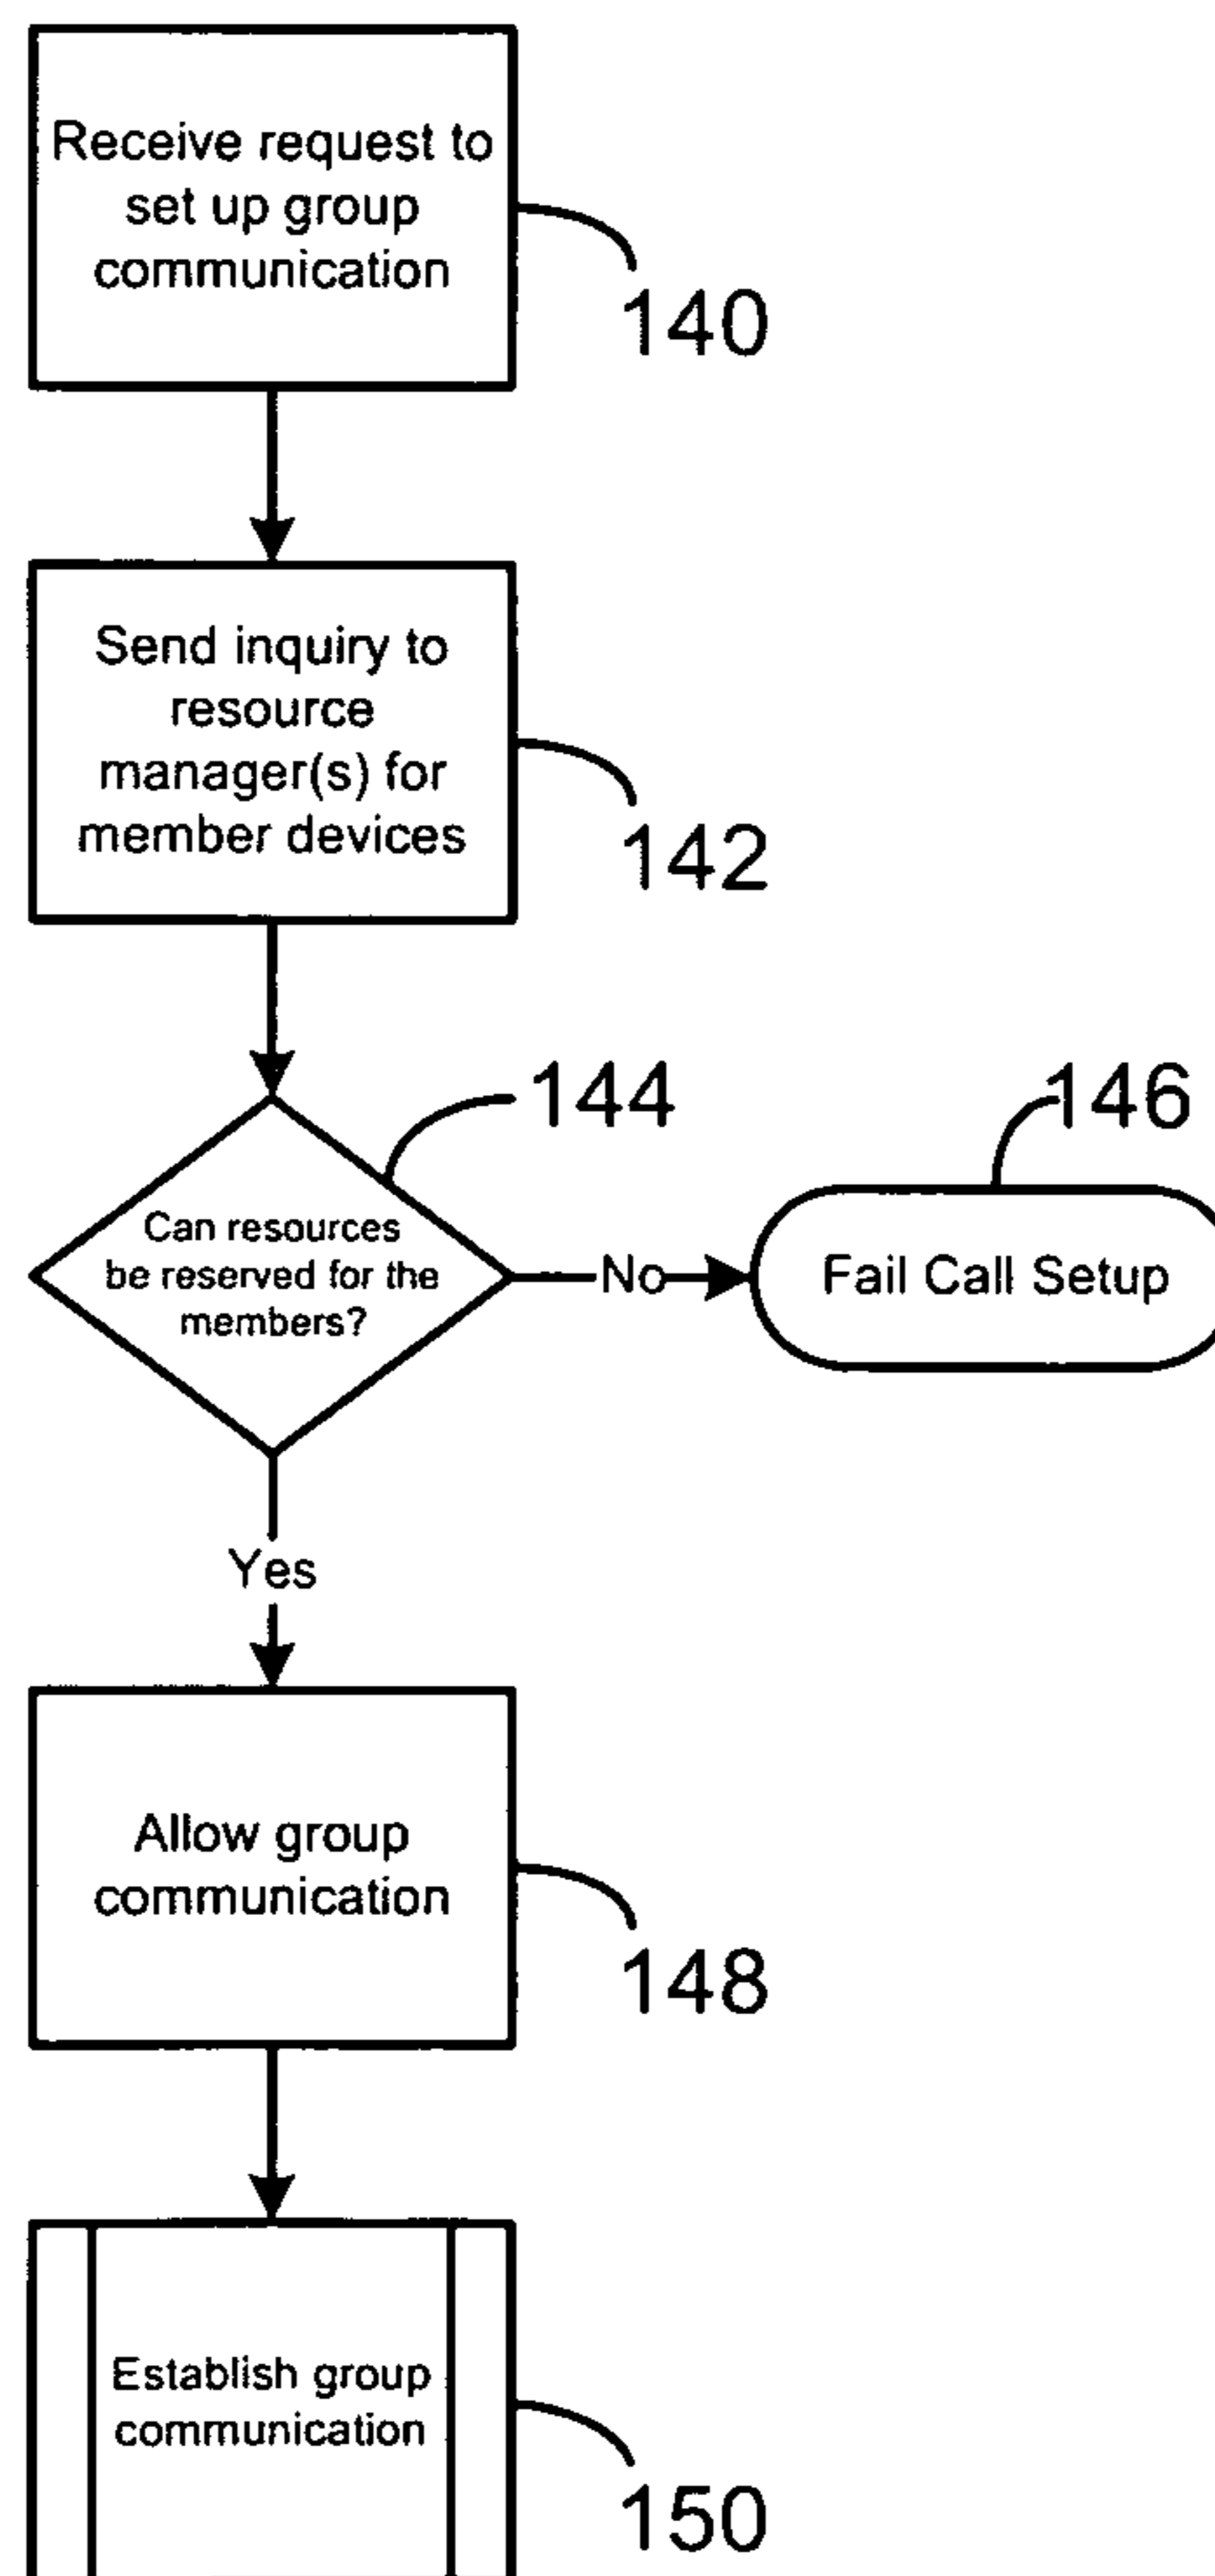 Receive request to
set up group
communication
140
Send inquiry to
resource
manager(s) for
member devices
142
144
146
Can resources
be reserved for the
members?
No
Fail Call Setup
Yes
Allow group
communication
148
Establish group
communication
150